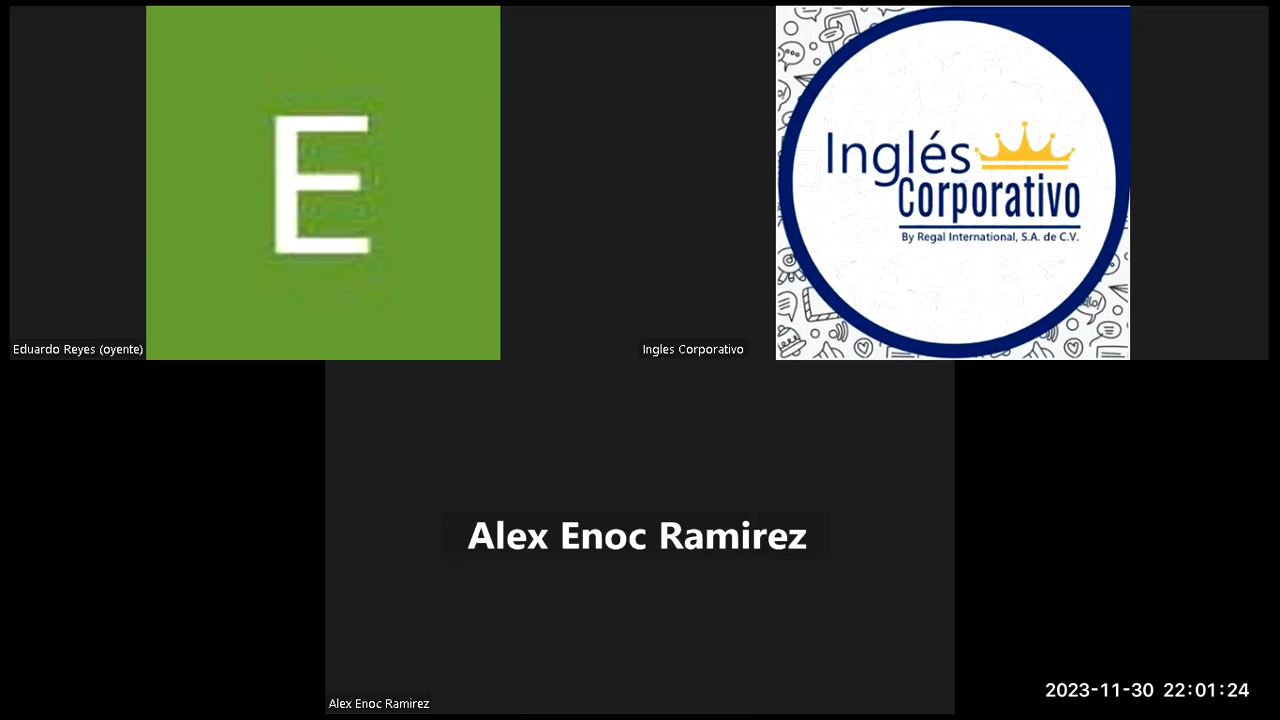 E
Eduardo Reyes (oyente)
Inglés
Corporativo
By Regal International, S.A. de C.V.
Ingles Corporativo
Alex Enoc Ramirez
Alex Enoc Ramirez
2023-11-30 22:01:24